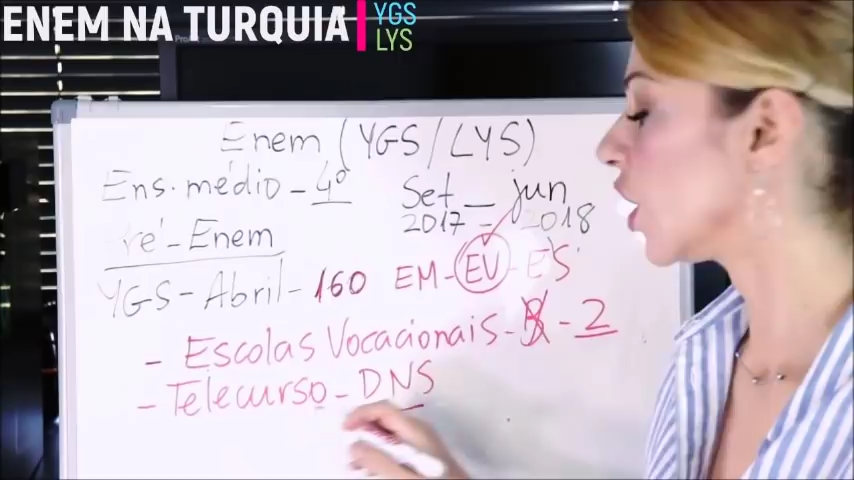 ENEM NA TURQUIA YGS
LYS
Enem (YGS/LYS)
Ens. médio - 4º Set - jun
2017 - 2018
ré - Enem
YGS - Abril - 160 EM - EV - ES
- Escolas Vocacionais - - 2
- Telecurso - DNS